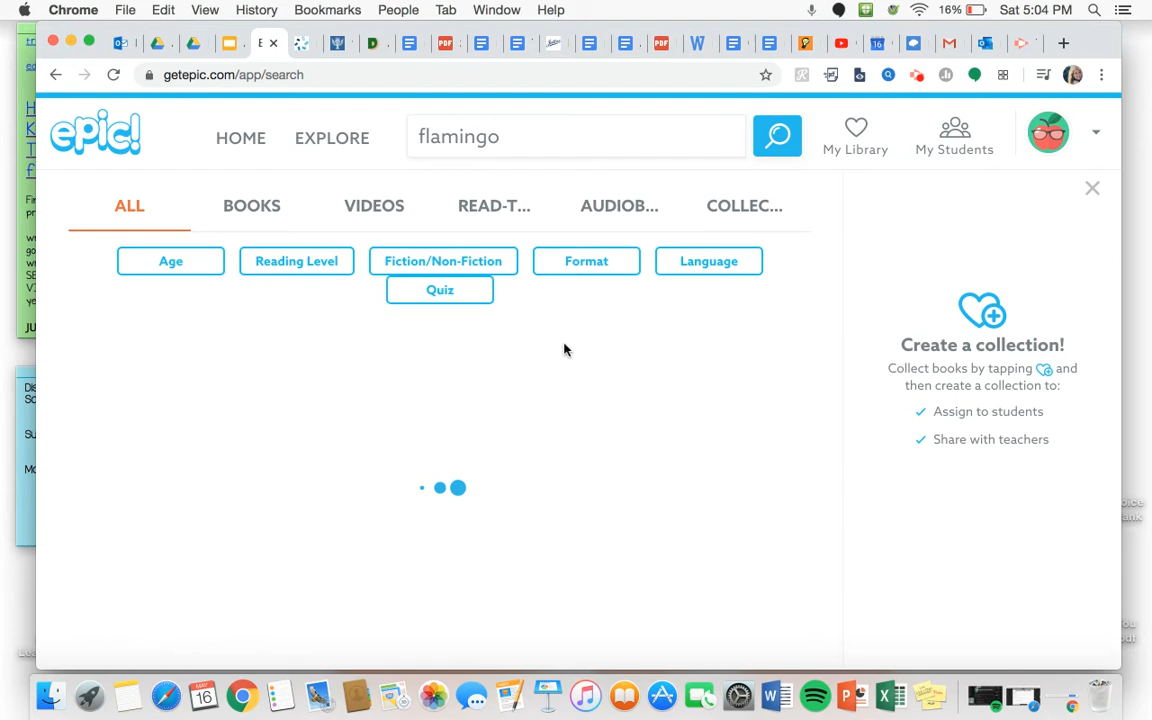 Chrome File Edit View History Bookmarks People Tab Window Help 16% Sat 5:04 PM
E
getepic.com/app/search
epic!
HOME EXPLORE flamingo My Library My Students
ALL BOOKS VIDEOS READ-T... AUDIOB... COLLEC...
Age Reading Level Fiction/Non-Fiction Format Language
Quiz
Create a collection!
Collect books by tapping and
then create a collection to:
Assign to students
Share with teachers
MAY
16